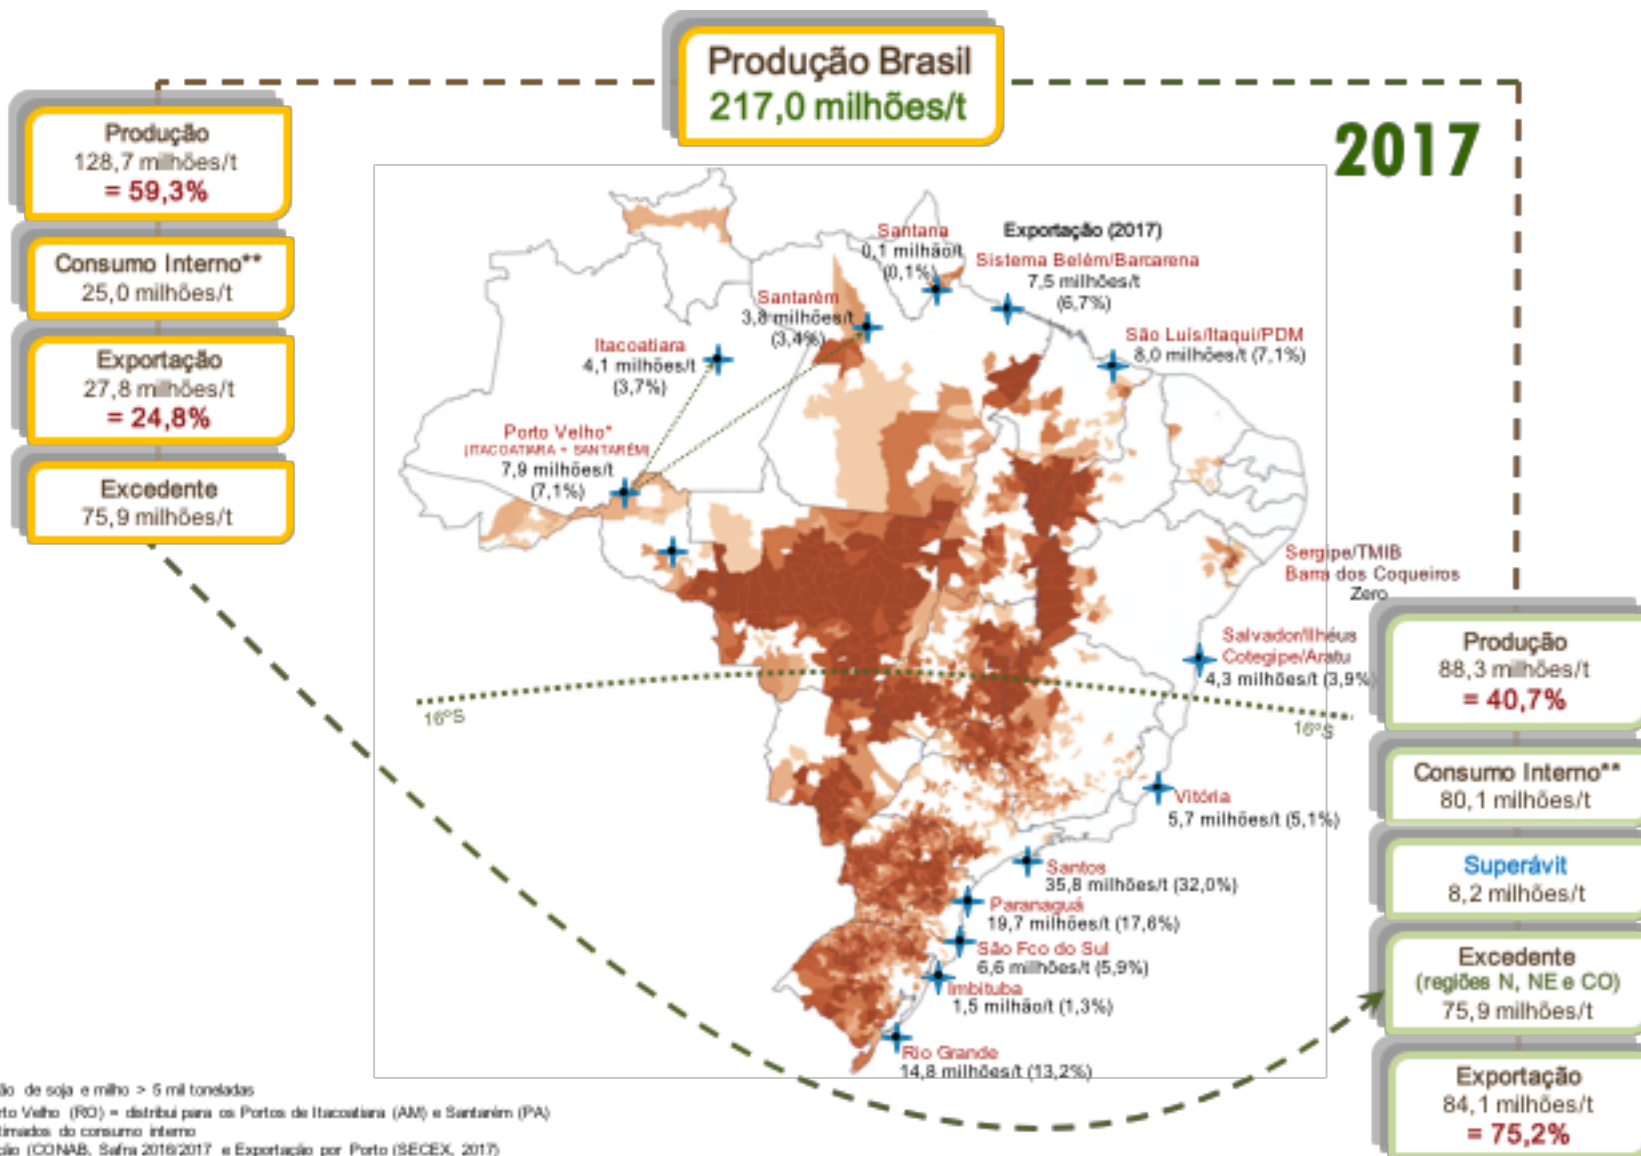 Produção Brasil
217,0 milhões/t
2017
Produção
128,7 milhões/t
= 59,3%
Consumo Interno**
25,0 milhões/t
Exportação
27,8 milhões/t
= 24,8%
Excedente
75,9 milhões/t
Exportação (2017)
Santana
0,1 milhão/t
(0,1%)
Sistema Belém/Barcarena
7,5 milhões/t
(6,7%)
Santarém
3,8 milhões/t
(3,4%)
São Luís/Itaqui/PDM
8,0 milhões/t (7,1%)
Itacoatiara
4,1 milhões/t
(3,7%)
Porto Velho*
(ITACOATIARA + SANTARÉM)
7,9 milhões/t
(7,1%)
Sergipe/TMIB
Barra dos Coqueiros
Zero
Salvador/Ilhéus
Cotegipe/Aratu
4,3 milhões/t (3,9%)
16ºS
16ºS
Vitória
5,7 milhões/t (5,1%)
Santos
35,8 milhões/t (32,0%)
Paranaguá
19,7 milhões/t (17,6%)
São Fco do Sul
6,6 milhões/t (5,9%)
Imbituba
1,5 milhão/t (1,3%)
Rio Grande
14,8 milhões/t (13,2%)
Produção
88,3 milhões/t
= 40,7%
Consumo Interno**
80,1 milhões/t
Superávit
8,2 milhões/t
Excedente
(regiões N, NE e CO)
75,9 milhões/t
Exportação
84,1 milhões/t
= 75,2%
ão de soja e milho > 5 mil toneladas
rto Velho (RO) = distribui para os Portos de Itacoatiara (AM) e Santarém (PA)
timados do consumo interno
ção (CONAB, Safra 2016/2017 e Exportação por Porto (SECEX, 2017)